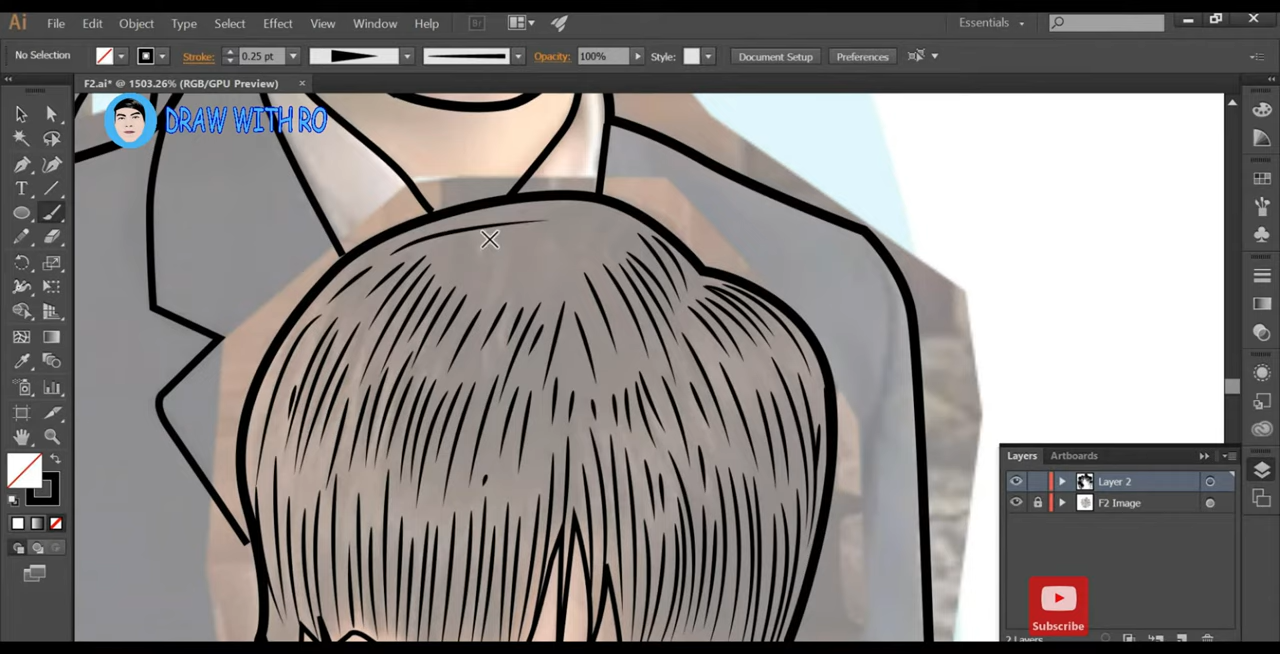 Ai File Edit Object Type Select Effect View Window Help Br Essentials
No Selection Stroke: 0.25 pt Opacity: 100% Style: Document Setup Preferences
F2.ai* @ 1503.26% (RGB/GPU Preview) ×
DRAW WITH RO
T
Layers Artboards
Layer 2
F2 Image
Subscribe
2 Layers